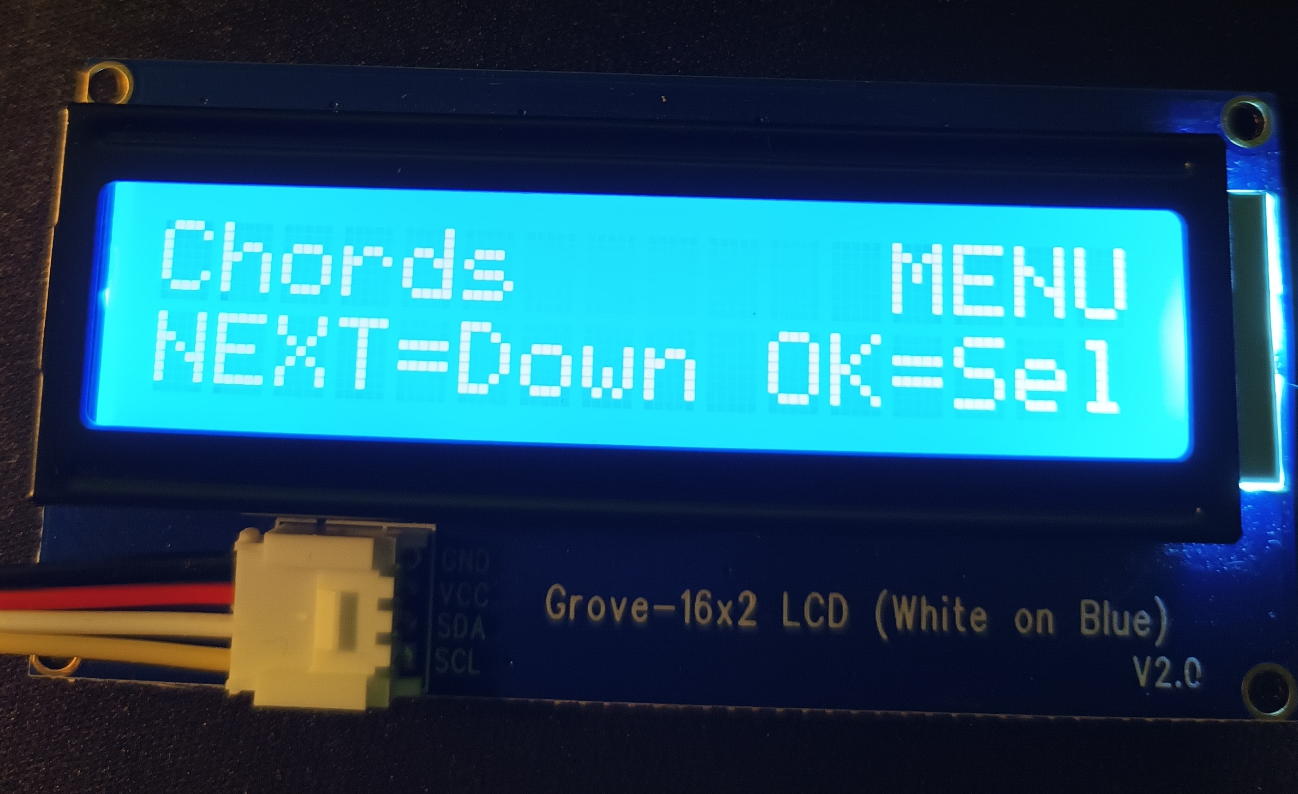 Chords MENU
NEXT=Down OK=Sel
GND
VCC
SDA
SCL
Grove-16x2 LCD (White on Blue)
V2.0